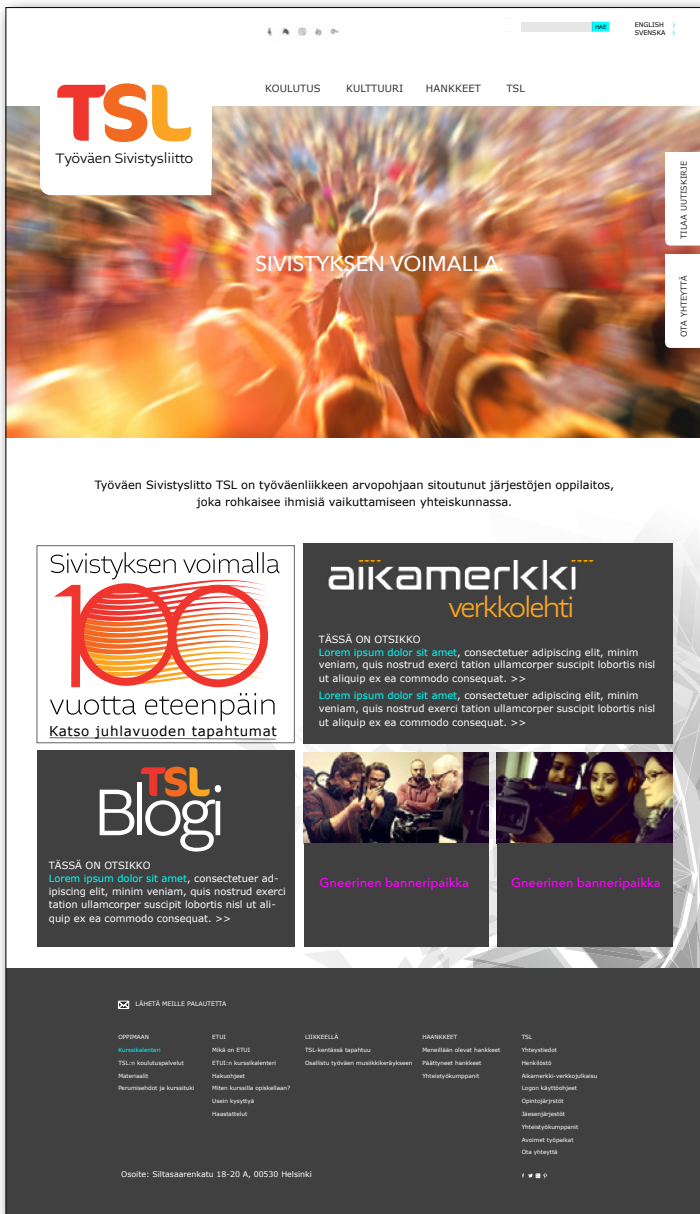 HAE
ENGLISH
SVENSKA
KOULUTUS KULTTUURI HANKKEET TSL
TSL
Työväen Sivistysliitto
TILAA UUTISKIRJE
OTA YHTEYTTÄ
SIVISTYKSEN VOIMALLA.
Työväen Sivistyslitto TSL on työväenliikkeen arvopohjaan sitoutunut järjestöjen oppilaitos,
joka rohkaisee ihmisiä vaikuttamiseen yhteiskunnassa.
Sivistyksen voimalla
100
vuotta eteenpäin
Katso juhlavuoden tapahtumat
aikamerkki
verkkolehti
TÄSSÄ ON OTSIKKO
Lorem ipsum dolor sit amet, consectetuer adipiscing elit, minim
veniam, quis nostrud exerci tation ullamcorper suscipit lobortis nisl
ut aliquip ex ea commodo consequat. >>
Lorem ipsum dolor sit amet, consectetuer adipiscing elit, minim
veniam, quis nostrud exerci tation ullamcorper suscipit lobortis nisl
ut aliquip ex ea commodo consequat. >>
TSL
Blogi
TÄSSÄ ON OTSIKKO
Lorem ipsum dolor sit amet, consectetuer ad-
ipiscing elit, minim veniam, quis nostrud exerci
tation ullamcorper suscipit lobortis nisl ut ali-
quip ex ea commodo consequat. >>
Gneerinen banneripaikka
Gneerinen banneripaikka
LÄHETÄ MEILLE PALAUTETTA
OPPIMAAN
Kurssikalenteri
TSL:n koulutuspalvelut
Materiaalit
Perumisehdot ja kurssituki
ETUI
Mikä on ETUI
ETUI:n kurssikalenteri
Hakuohjeet
Miten kurssilla opiskellaan?
Usein kysyttyä
Haastattelut
LIIKKEELLÄ
TSL-kentässä tapahtuu
Osallistu työväen musiikkikeräykseen
HAANKKEET
Meneillään olevat hankkeet
Päättyneet hankkeet
Yhteistyökumppanit
TSL
Yhteystiedot
Henkilöstö
Aikamerkki-verkkojulkaisu
Logon käyttöohjeet
Opintojärjrstöt
Jäesenjärjestöt
Yhteistyökumppanit
Avoimet työpaikat
Ota yhteyttä
Osoite: Siltasaarenkatu 18-20 A, 00530 Helsinki